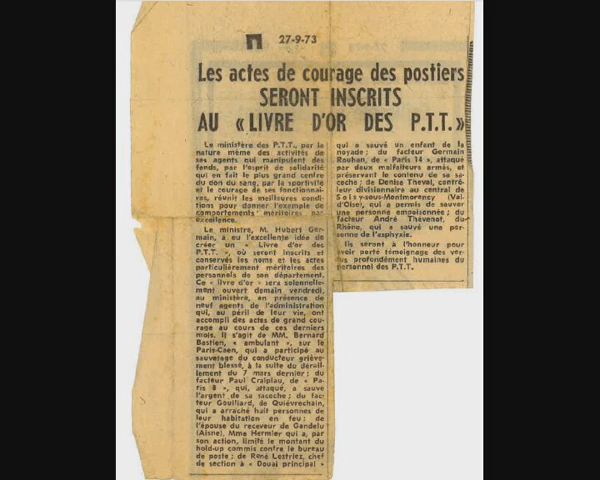 27-9-73
Les actes de courage des postiers
SERONT INSCRITS
AU « LIVRE D'OR DES P.T.T. »
Le ministère des P.T.T., par la
nature même des activités de
ses agents qui manipulent des
fonds, par l'esprit de solidarité
qui en fait le plus grand centre
du don du sang, par la sportivité
et le courage de ses fonctionnai-
res, réunit les meilleures condi-
tions pour donner l'exemple de
comportements méritoires par
excellence.
Le ministre, M. Hubert Ger-
main, a eu l'excellente idée de
créer un « Livre d'or des
P.T.T. », où seront inscrits et
conservés les noms et les actes
particulièrement méritoires des
personnels de son département.
Ce « livre d'or » sera solennelle-
ment ouvert demain vendredi,
au ministère, en présence de
neuf agents de l'administration
qui, au péril de leur vie, ont
accompli des actes de grand cou-
rage au cours de ces derniers
mois. Il s'agit de MM. Bernard
Bastien, « ambulant », sur le
Paris-Caen, qui a participé au
sauvetage du conducteur griève-
ment blessé, à la suite du dérail-
lement du 7 mars dernier ; du
facteur Paul Craipiau, de « Pa-
ris 8 », qui, attaqué, a sauvé
l'argent de sa sacoche ; du fac-
teur Gouillard, de Quiévrechain,
qui a arraché huit personnes de
leur habitation en feu ; de
l'épouse du receveur de Gandelu
(Aisne), Mme Hermier qui a, par
son action, limité le montant du
hold-up commis contre le bureau
de poste ; de René Lestriez, chef
de section à « Douai principal »
qui a sauvé un enfant de la
noyade ; du facteur Germain
Rouhan, de « Paris 14 », attaqué
par deux malfaiteurs armés, et
préservant le contenu de sa sa-
coche ; de Denise Theval, contrô-
leur divisionnaire au central de
Soisy-sous-Montmorency (Val-
d'Oise), qui a permis de sauver
une personne empoisonnée ; du
facteur André Thevenot, du
Rhône, qui a sauvé une per-
sonne de l'asphyxie.
Ils seront à l'honneur pour
avoir porté témoignage des ver-
tus profondément humaines du
personnel des P.T.T.